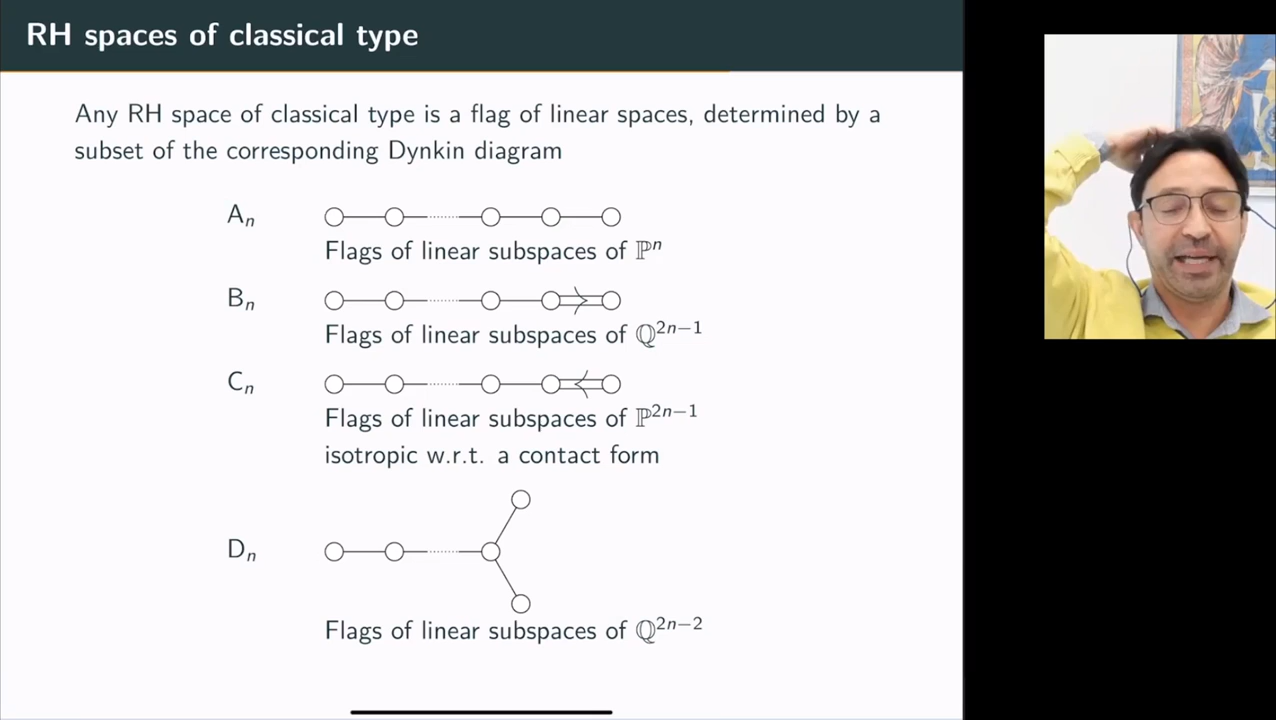 RH spaces of classical type
Any RH space of classical type is a flag of linear spaces, determined by a
subset of the corresponding Dynkin diagram
Aₙ
Flags of linear subspaces of ℙⁿ
Bₙ
Flags of linear subspaces of ℚ²ⁿ⁻¹
Cₙ
Flags of linear subspaces of ℙ²ⁿ⁻¹
isotropic w.r.t. a contact form
Dₙ
Flags of linear subspaces of ℚ²ⁿ⁻²